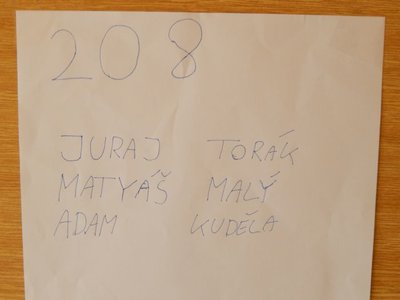 208
JURAJ TORÁK
MATYÁŠ MALÝ
ADAM KUDĚLA